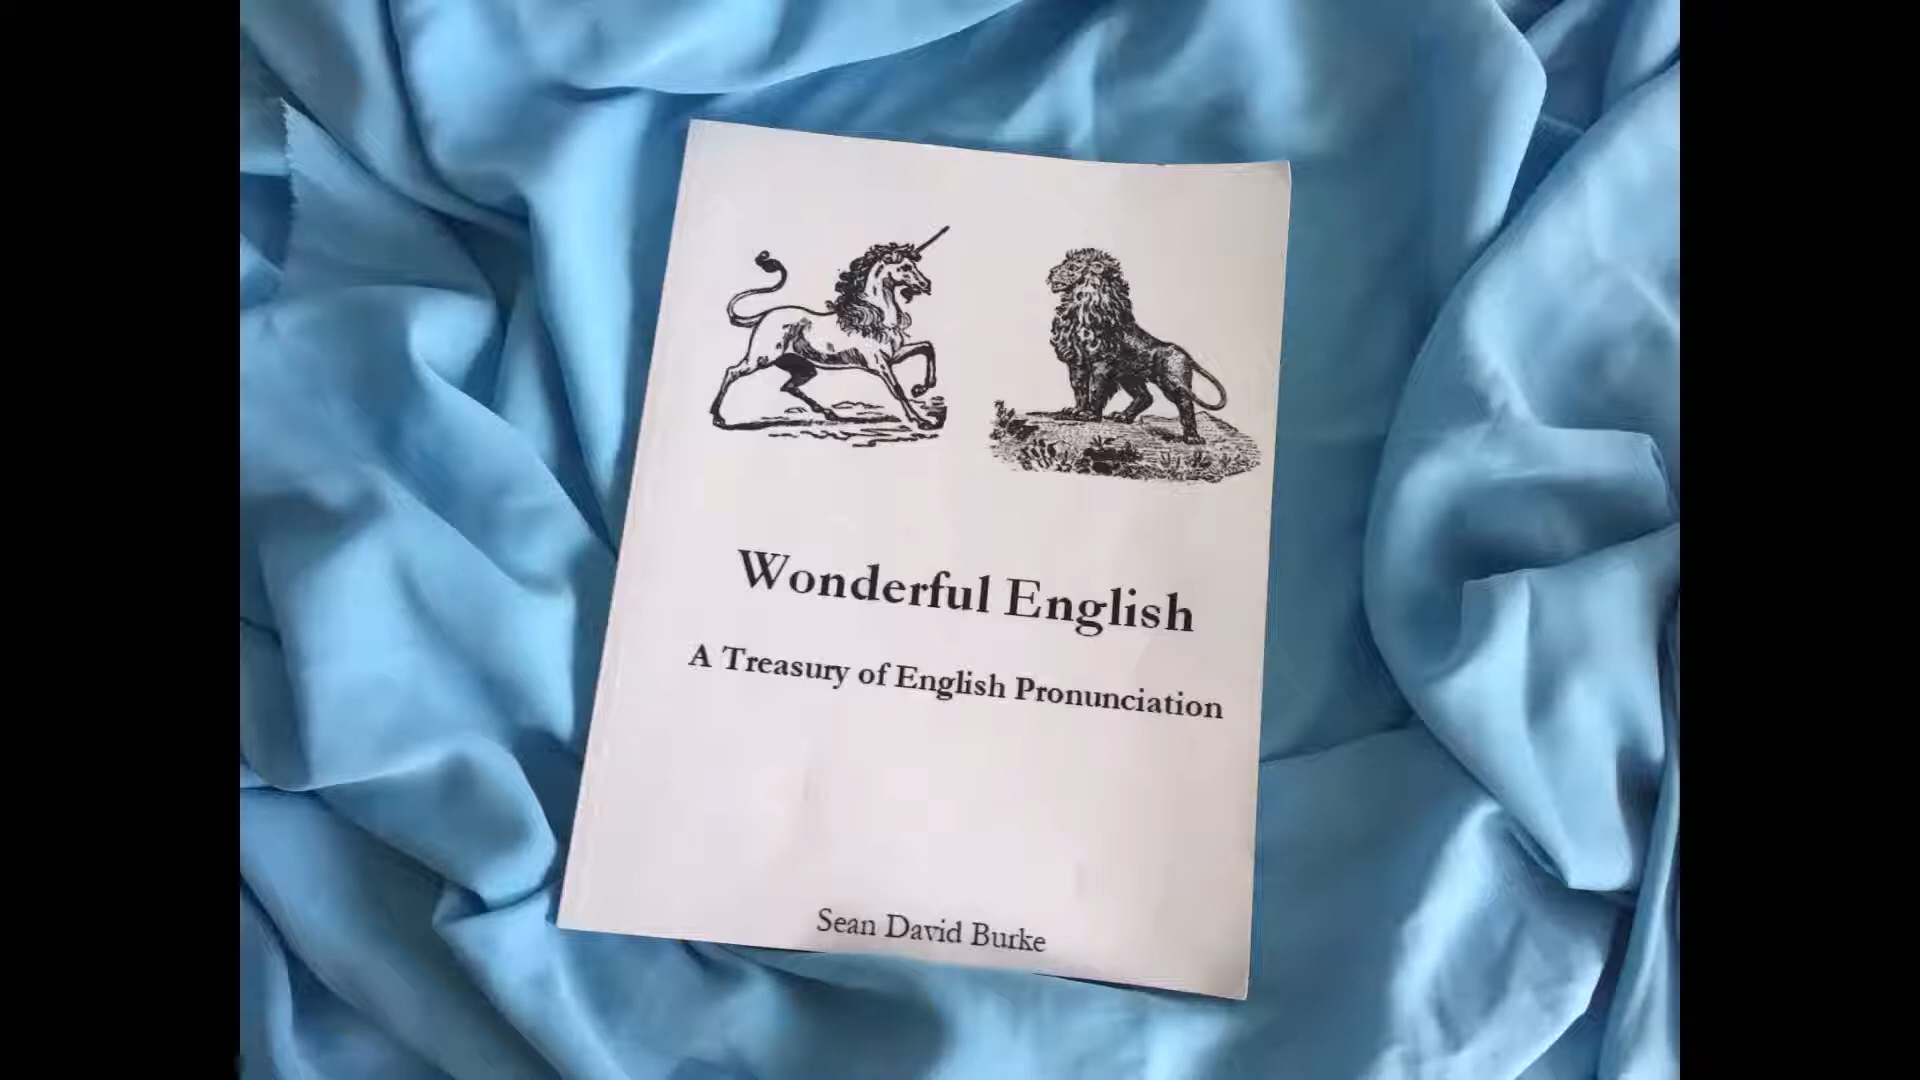 Wonderful English
A Treasury of English Pronunciation
Sean David Burke